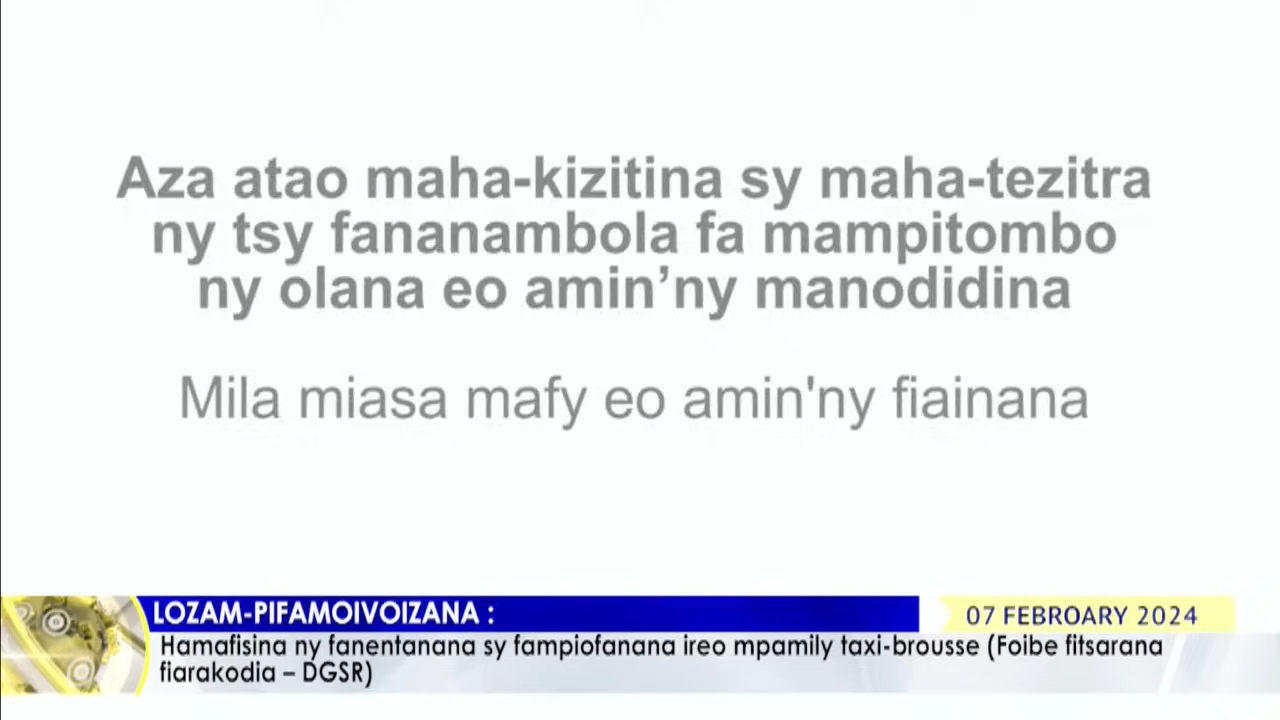 Aza atao maha-kizitina sy maha-tezitra
ny tsy fananambola fa mampitombo
ny olana eo amin’ny manodidina
Mila miasa mafy eo amin'ny fiainana
LOZAM-PIFAMOIVOIZANA :
07 FEBROARY 2024
Hamafisina ny fanentanana sy fampiofanana ireo mpamily taxi-brousse (Foibe fitsarana
fiarakodia – DGSR)